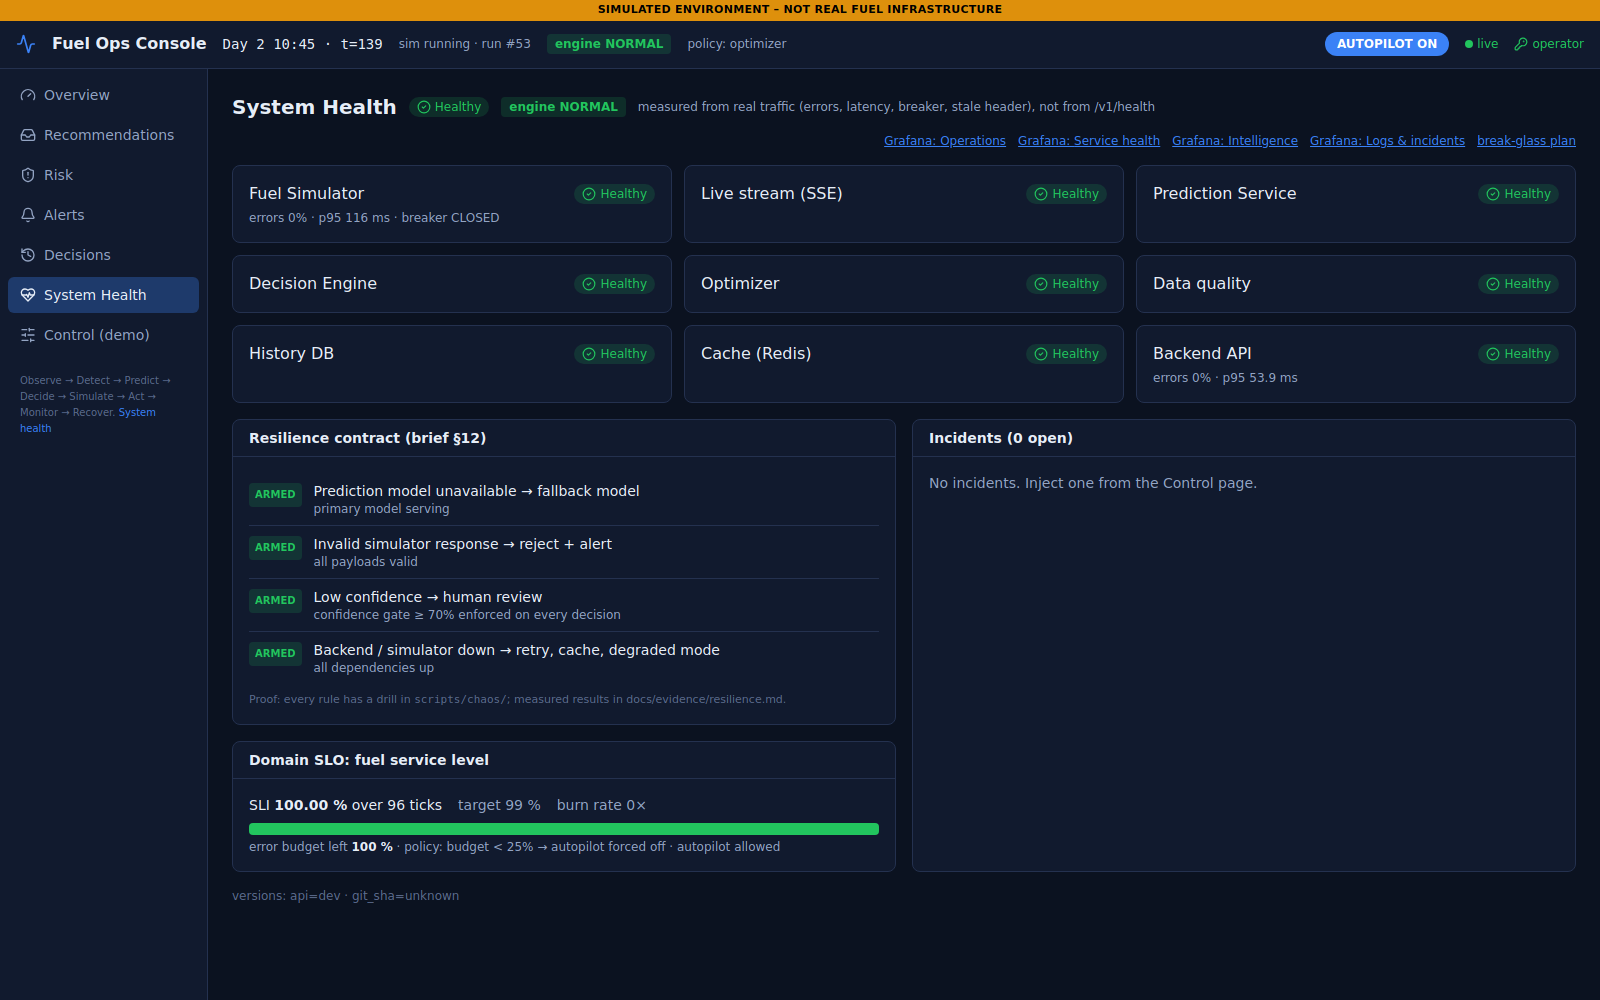 SIMULATED ENVIRONMENT – NOT REAL FUEL INFRASTRUCTURE
Fuel Ops Console Day 2 10:45 · t=139 sim running · run #53 engine NORMAL policy: optimizer AUTOPILOT ON live operator
Overview
Recommendations
Risk
Alerts
Decisions
System Health
Control (demo)
Observe → Detect → Predict →
Decide → Simulate → Act →
Monitor → Recover. System
health
System Health Healthy engine NORMAL measured from real traffic (errors, latency, breaker, stale header), not from /v1/health
Grafana: Operations Grafana: Service health Grafana: Intelligence Grafana: Logs & incidents break-glass plan
Fuel Simulator Healthy
errors 0% · p95 116 ms · breaker CLOSED
Live stream (SSE) Healthy
Prediction Service Healthy
Decision Engine Healthy
Optimizer Healthy
Data quality Healthy
History DB Healthy
Cache (Redis) Healthy
Backend API Healthy
errors 0% · p95 53.9 ms
Resilience contract (brief §12)
ARMED Prediction model unavailable → fallback model
primary model serving
ARMED Invalid simulator response → reject + alert
all payloads valid
ARMED Low confidence → human review
confidence gate ≥ 70% enforced on every decision
ARMED Backend / simulator down → retry, cache, degraded mode
all dependencies up
Proof: every rule has a drill in scripts/chaos/; measured results in docs/evidence/resilience.md.
Incidents (0 open)
No incidents. Inject one from the Control page.
Domain SLO: fuel service level
SLI 100.00 % over 96 ticks target 99 % burn rate 0×
error budget left 100 % · policy: budget < 25% → autopilot forced off · autopilot allowed
versions: api=dev · git_sha=unknown